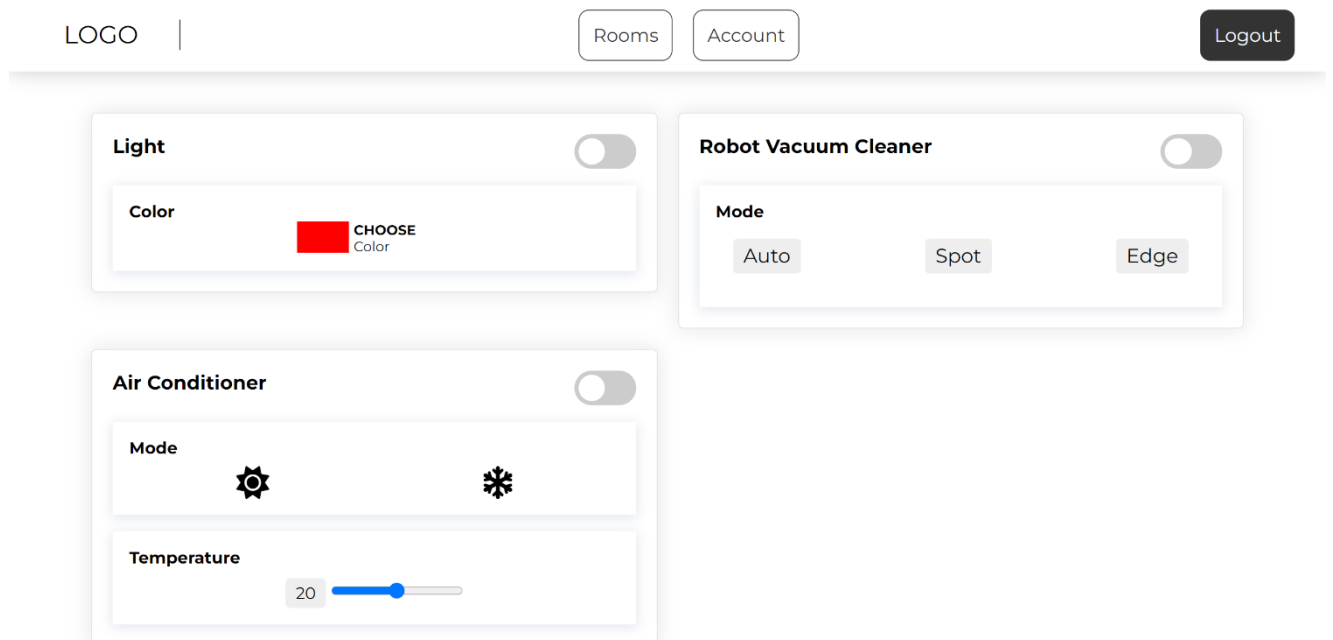 LOGO
Rooms
Account
Logout
Light
Color
CHOOSE
Color
Robot Vacuum Cleaner
Mode
Auto
Spot
Edge
Air Conditioner
Mode
Temperature
20